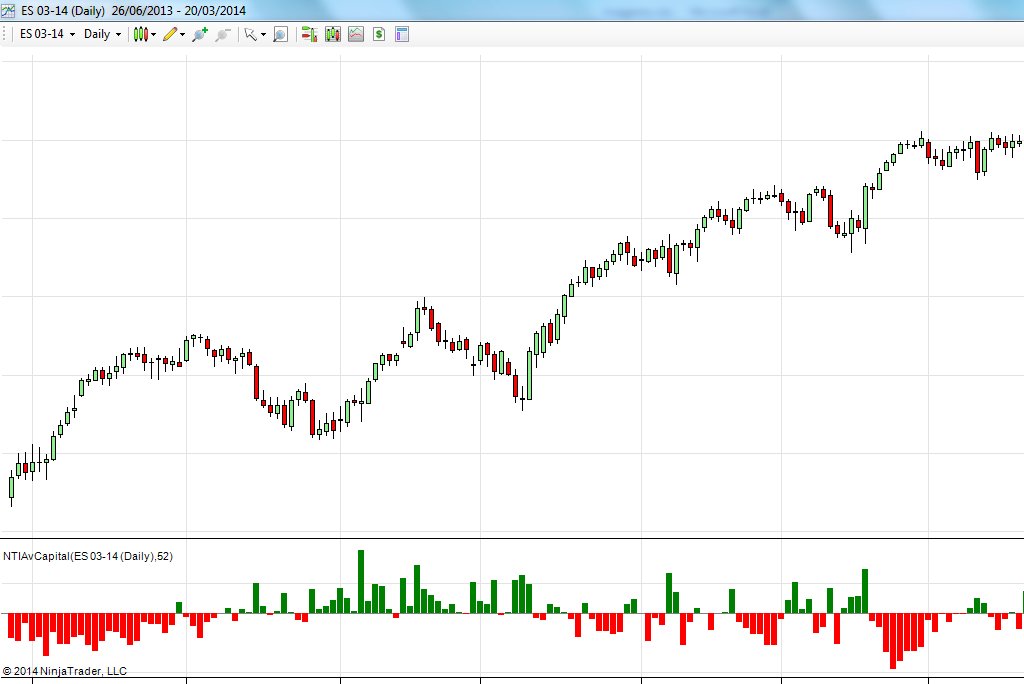 ES 03-14 (Daily) 26/06/2013 - 20/03/2014
ES 03-14 Daily $
NTIAvCapital(ES 03-14 (Daily),52)
© 2014 NinjaTrader, LLC